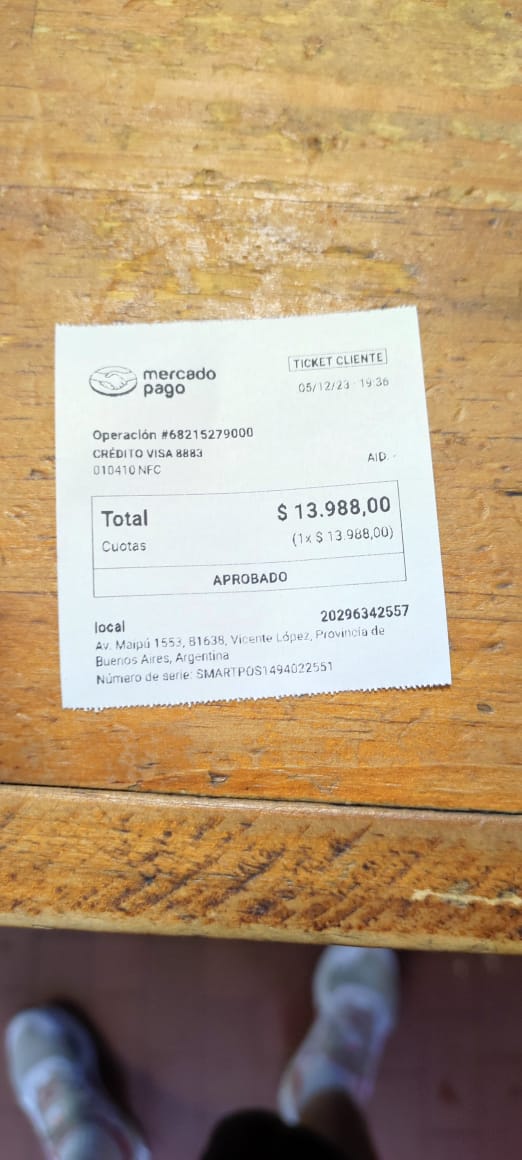 mercado
pago
TICKET CLIENTE
05/12/23 · 19:36
Operación #68215279000
CRÉDITO VISA 8883
010410 NFC
AID. -
Total $ 13.988,00
Cuotas (1x $ 13.988,00)
APROBADO
local 20296342557
Av. Maipú 1553, B1638, Vicente López, Provincia de
Buenos Aires, Argentina
Número de serie: SMARTPOS1494022551